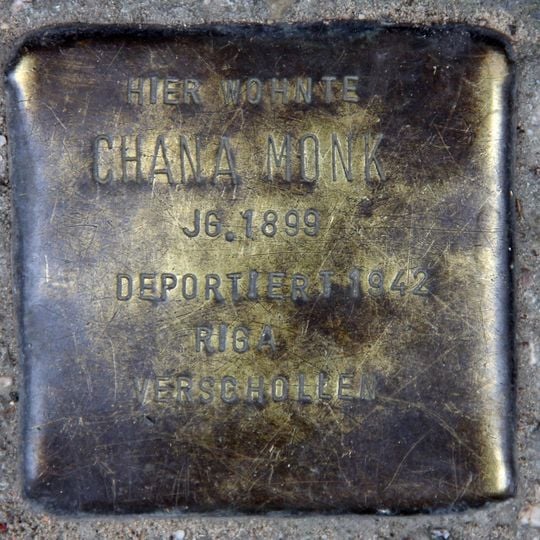 HIER WOHNTE
CHANA MONK
JG. 1899
DEPORTIERT 1942
RIGA
VERSCHOLLEN